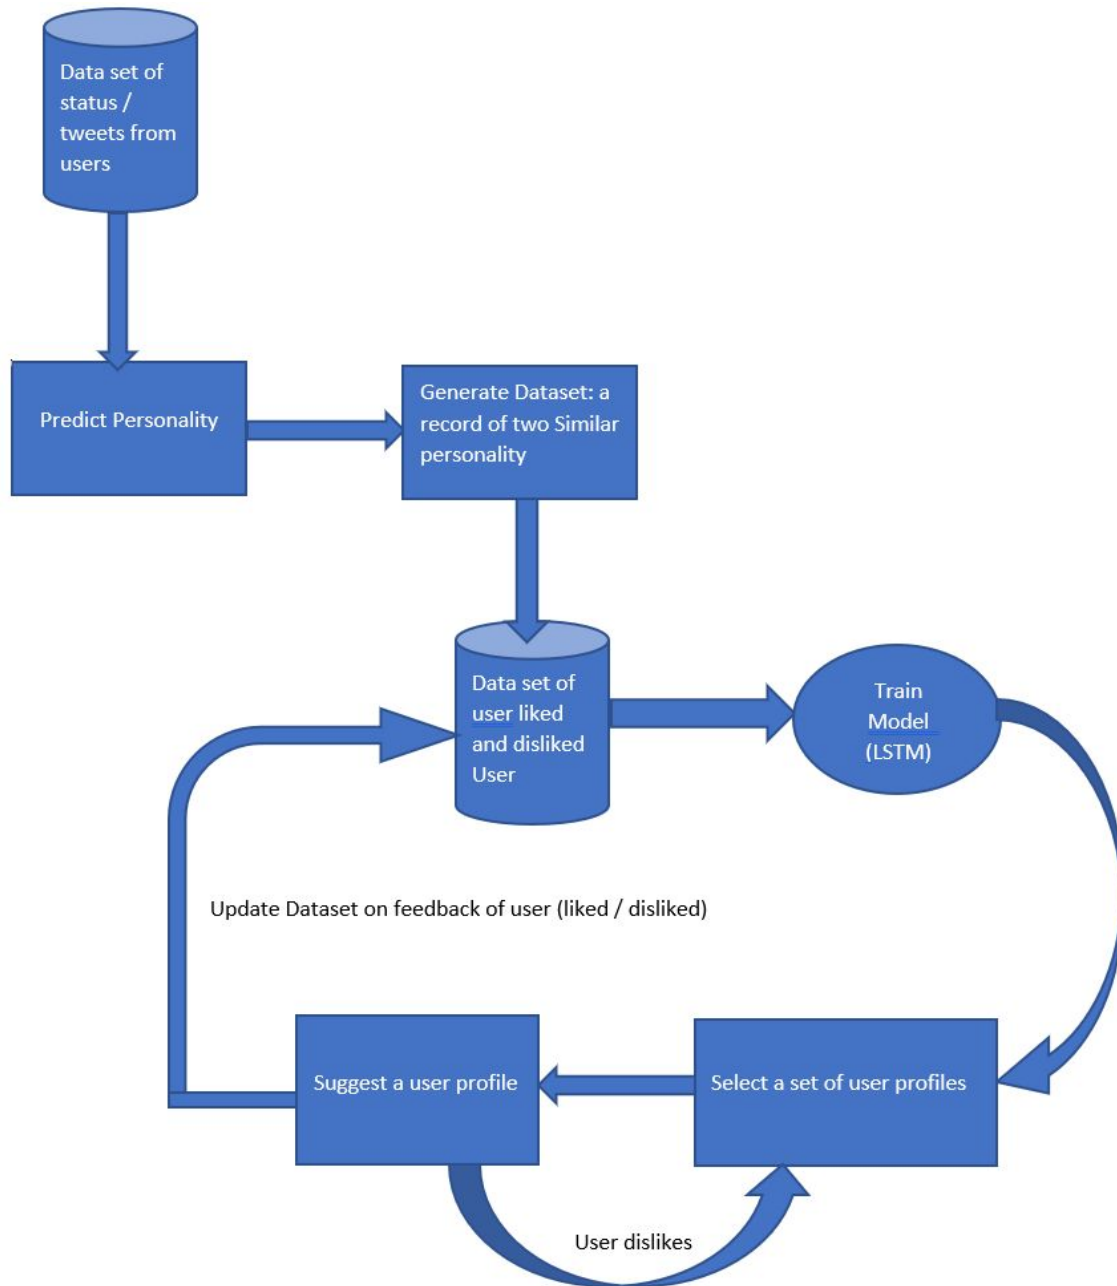 Data set of
status /
tweets from
users
Predict Personality
Generate Dataset: a
record of two Similar
personality
Data set of
user liked
and disliked
User
Train
Model
(LSTM)
Update Dataset on feedback of user (liked / disliked)
Suggest a user profile
Select a set of user profiles
User dislikes